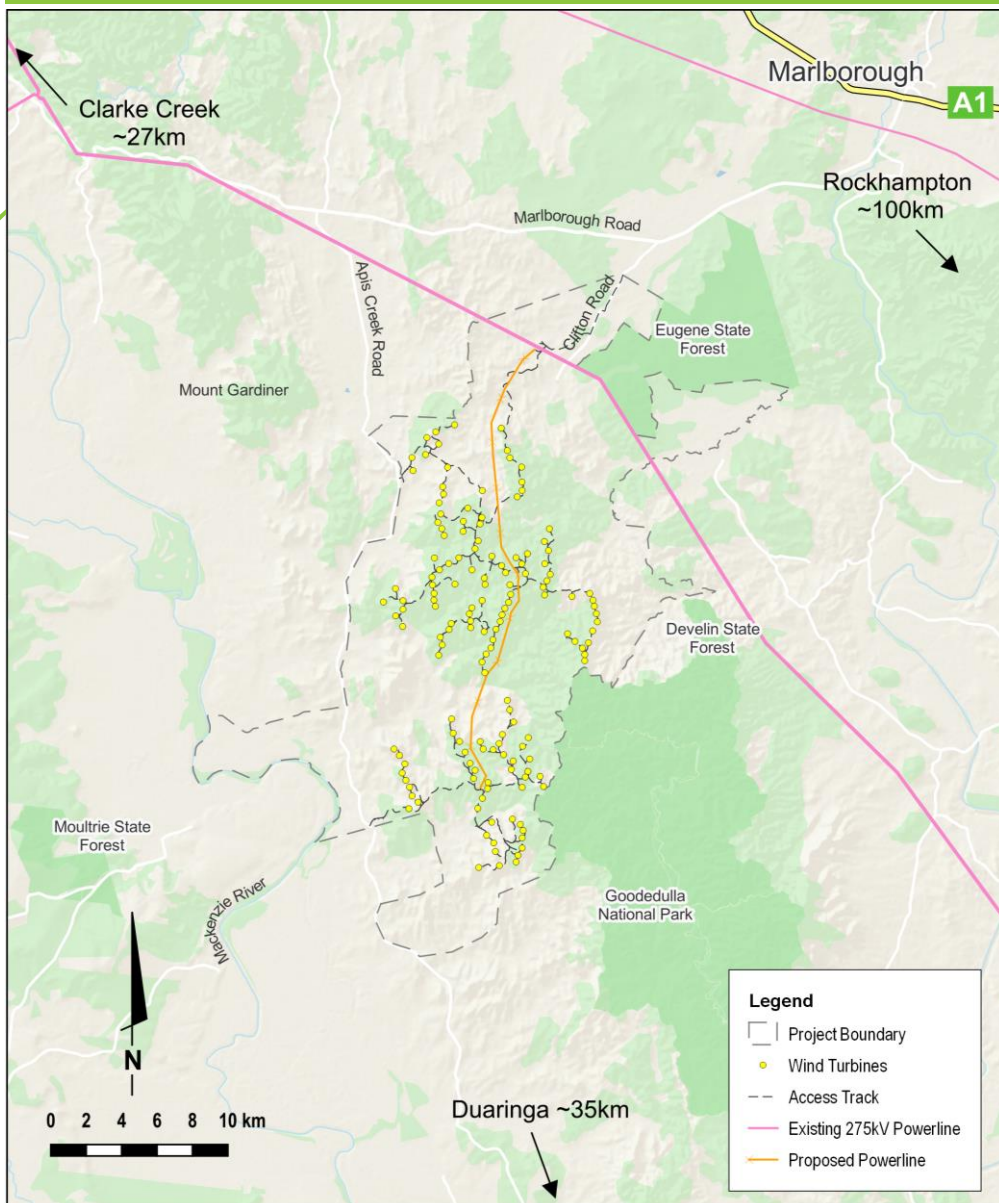 Marlborough
A1
Clarke Creek
~27km
Rockhampton
~100km
Marlborough Road
Apis Creek Road
Clifton Road
Eugene State
Forest
Mount Gardiner
Develin State
Forest
Moultrie State
Forest
Mackenzie River
Goodedulla
National Park
N
0 2 4 6 8 10 km
Duaringa ~35km
Legend
Project Boundary
Wind Turbines
Access Track
Existing 275kV Powerline
Proposed Powerline